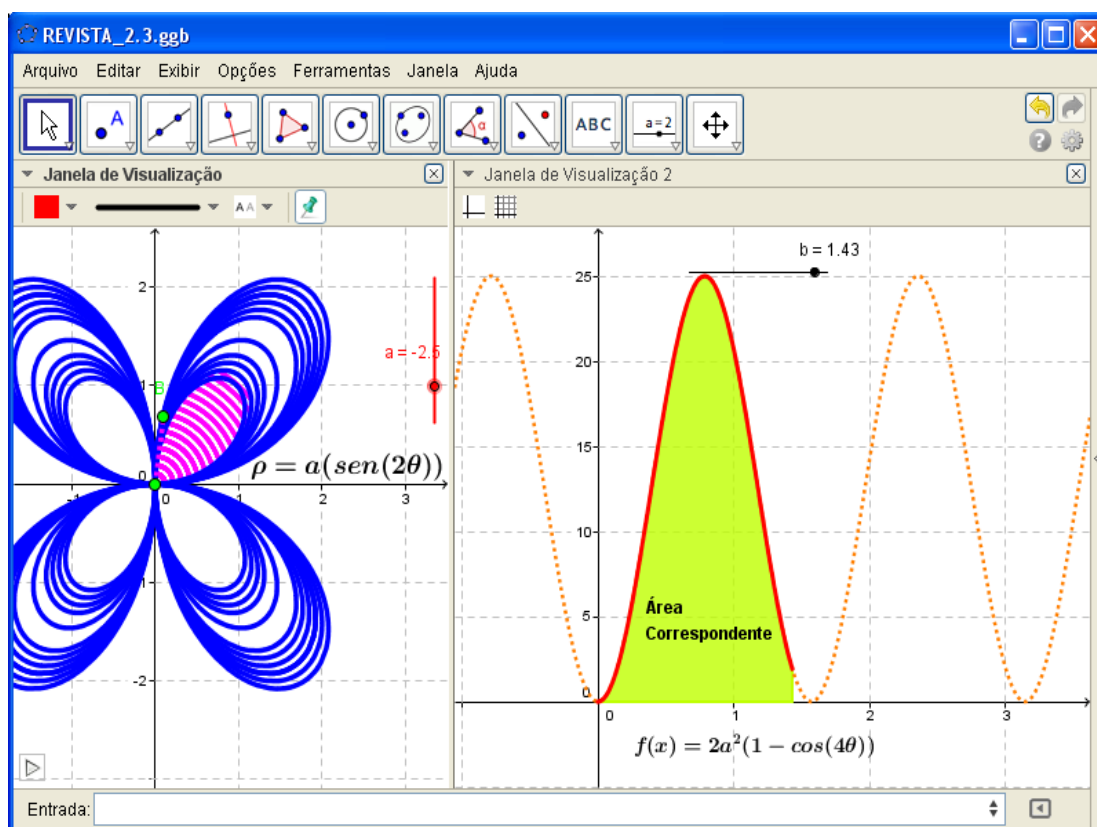 REVISTA_2.3.ggb
Arquivo Editar Exibir Opções Ferramentas Janela Ajuda
A
α
ABC
a=2
Janela de Visualização
Janela de Visualização 2
AA
b = 1.43
a = -2.5
B
ρ = a(sen(2θ))
2
1
0
-1
-2
-1
0
1
2
3
25
20
15
10
5
0
0
1
2
3
Área
Correspondente
f(x) = 2a²(1 − cos(4θ))
Entrada: